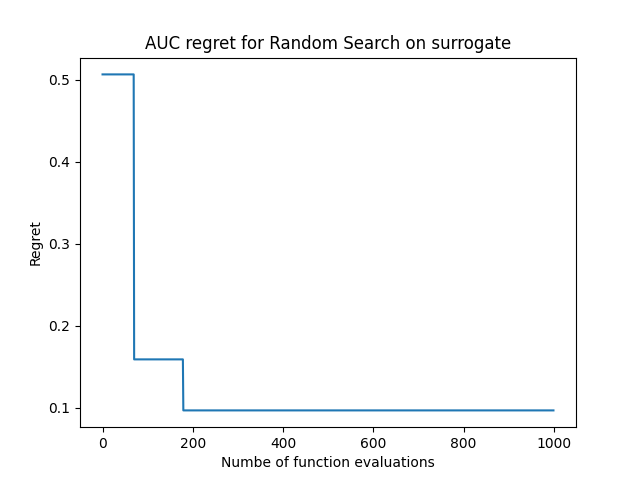 AUC regret for Random Search on surrogate
0.5
0.4
0.3
0.2
0.1
Regret
0 200 400 600 800 1000
Numbe of function evaluations